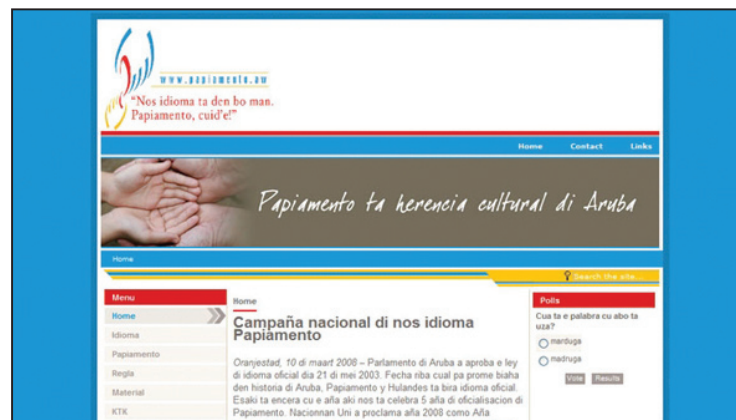 www.papiamento.aw
"Nos idioma ta den bo man.
Papiamento, cuid'e!"
Home Contact Links
Papiamento ta herencia cultural di Aruba
Home
Search the site...
Menu
Home
Idioma
Papiamento
Regla
Material
KTK
Home
Campaña nacional di nos idioma
Papiamento
Oranjestad, 10 di maart 2008 – Parlamento di Aruba a aproba e ley
di idioma oficial dia 21 di mei 2003. Fecha riba cual pa prome biaha
den historia di Aruba, Papiamento y Hulandes ta bira idioma oficial.
Esaki ta encera cu e aña aki nos ta celebra 5 aña di oficialisacion di
Papiamento. Nacionnan Uni a proclama aña 2008 como Aña
Polls
Cua ta e palabra cu abo ta
uza?
marduga
madruga
Vote Results